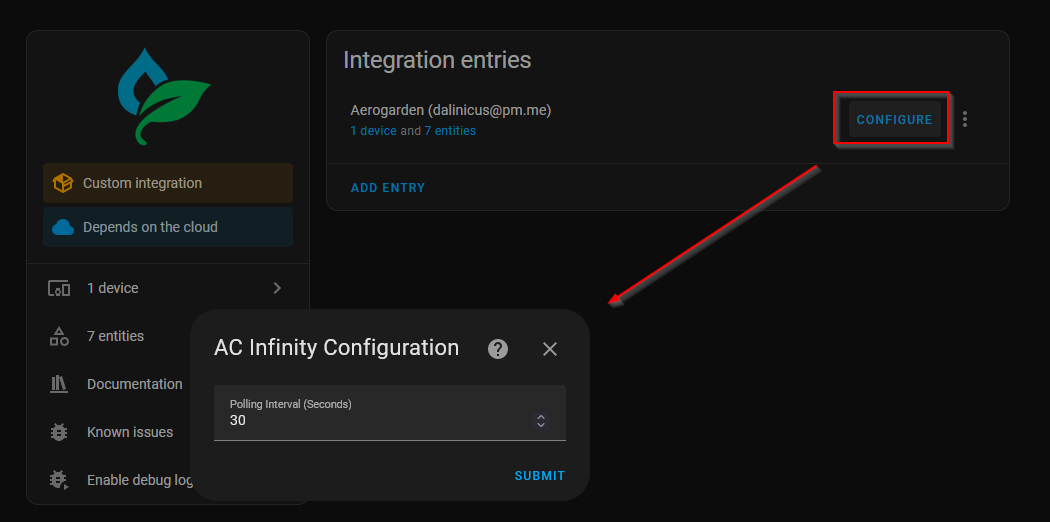 Integration entries
Aerogarden (dalinicus@pm.me)
1 device and 7 entities
CONFIGURE
ADD ENTRY
Custom integration
Depends on the cloud
1 device
7 entities
Documentation
Known issues
Enable debug log
AC Infinity Configuration
?
Polling Interval (Seconds)
30
SUBMIT